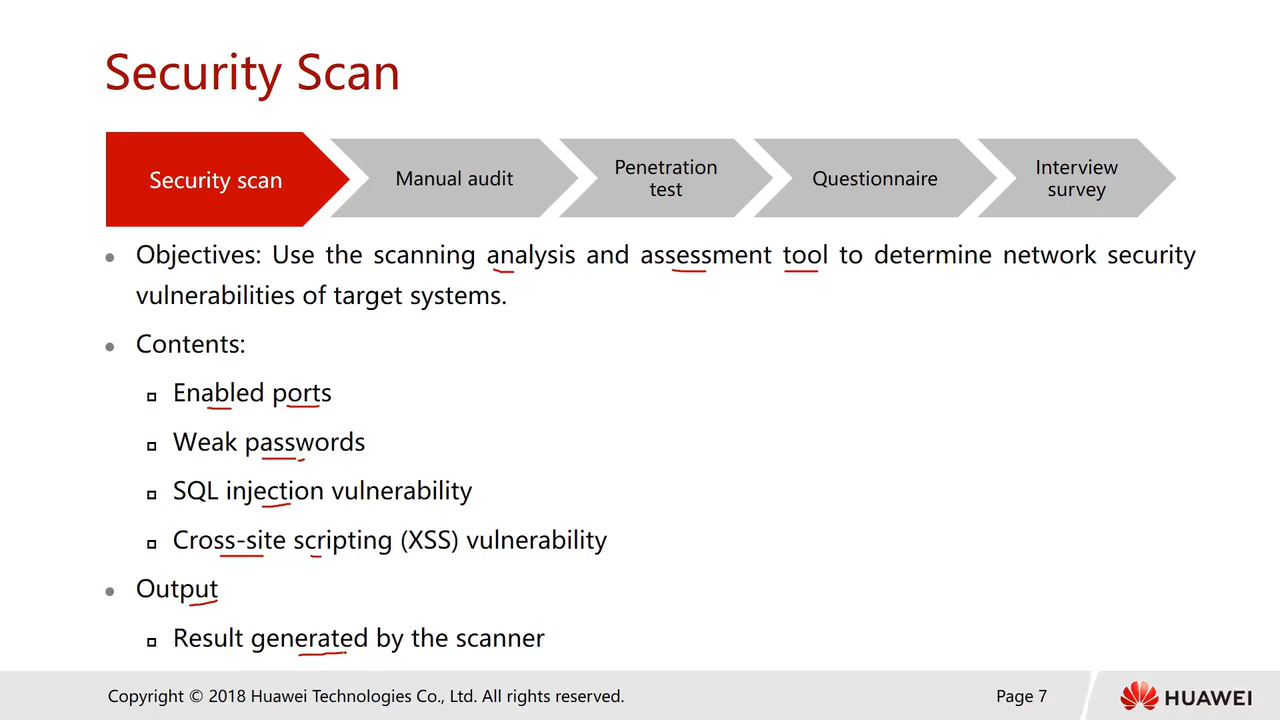 Security Scan
Security scan
Manual audit
Penetration
test
Questionnaire
Interview
survey
Objectives: Use the scanning analysis and assessment tool to determine network security
vulnerabilities of target systems.
Contents:
Enabled ports
Weak passwords
SQL injection vulnerability
Cross-site scripting (XSS) vulnerability
Output
Result generated by the scanner
Copyright © 2018 Huawei Technologies Co., Ltd. All rights reserved.
Page 7
HUAWEI